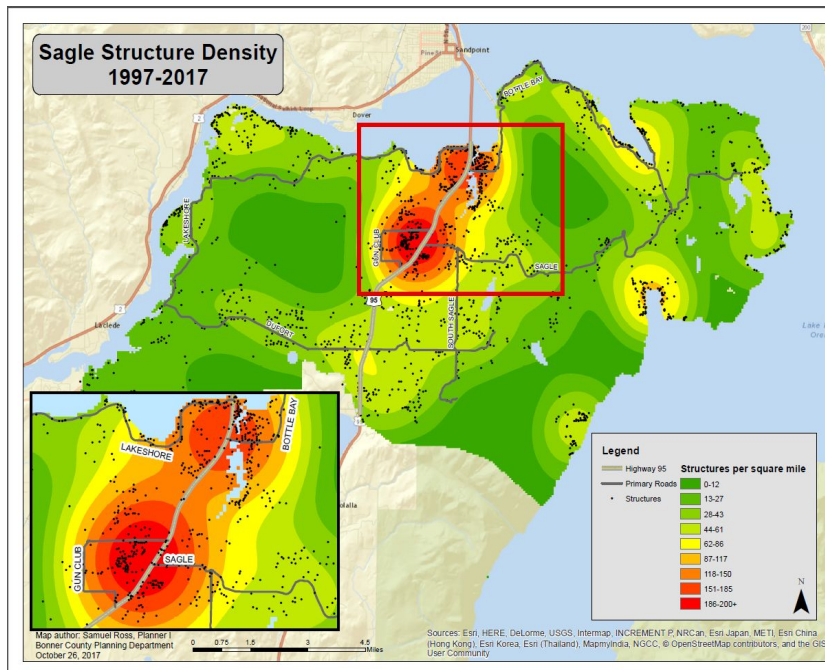 Sagle Structure Density
1997-2017
Sandpoint
Pine St
Dover
BOTTLE BAY
2
200
LAKESHORE
GUN CLUB
SAGLE
95
SOUTH SAGLE
DUFORT
Laclede
2
LAKESHORE
BOTTLE BAY
GUN CLUB
SAGLE
Legend
Highway 95
Primary Roads
Structures
Structures per square mile
0-12
13-27
28-43
44-61
62-86
87-117
118-150
151-185
186-200+
N
Map author: Samuel Ross, Planner I
Bonner County Planning Department
October 26, 2017
0 0.75 1.5 3 4.5
Miles
Sources: Esri, HERE, DeLorme, USGS, Intermap, INCREMENT P, NRCan, Esri Japan, METI, Esri China
(Hong Kong), Esri Korea, Esri (Thailand), MapmyIndia, NGCC, © OpenStreetMap contributors, and the GIS
User Community